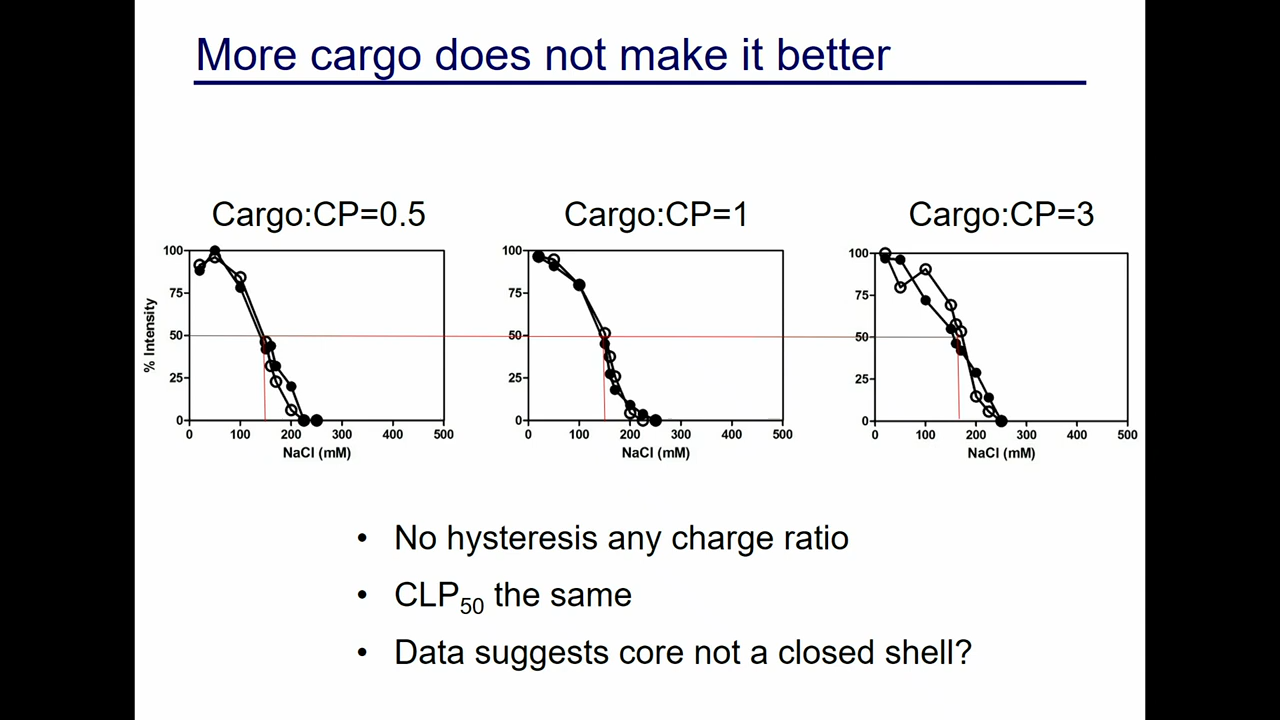 More cargo does not make it better
Cargo:CP=0.5
Cargo:CP=1
Cargo:CP=3
% Intensity
100
75
50
25
0
0 100 200 300 400 500
NaCl (mM)
100
75
50
25
0
0 100 200 300 400 500
NaCl (mM)
100
75
50
25
0
0 100 200 300 400 500
NaCl (mM)
• No hysteresis any charge ratio
• CLP50 the same
• Data suggests core not a closed shell?